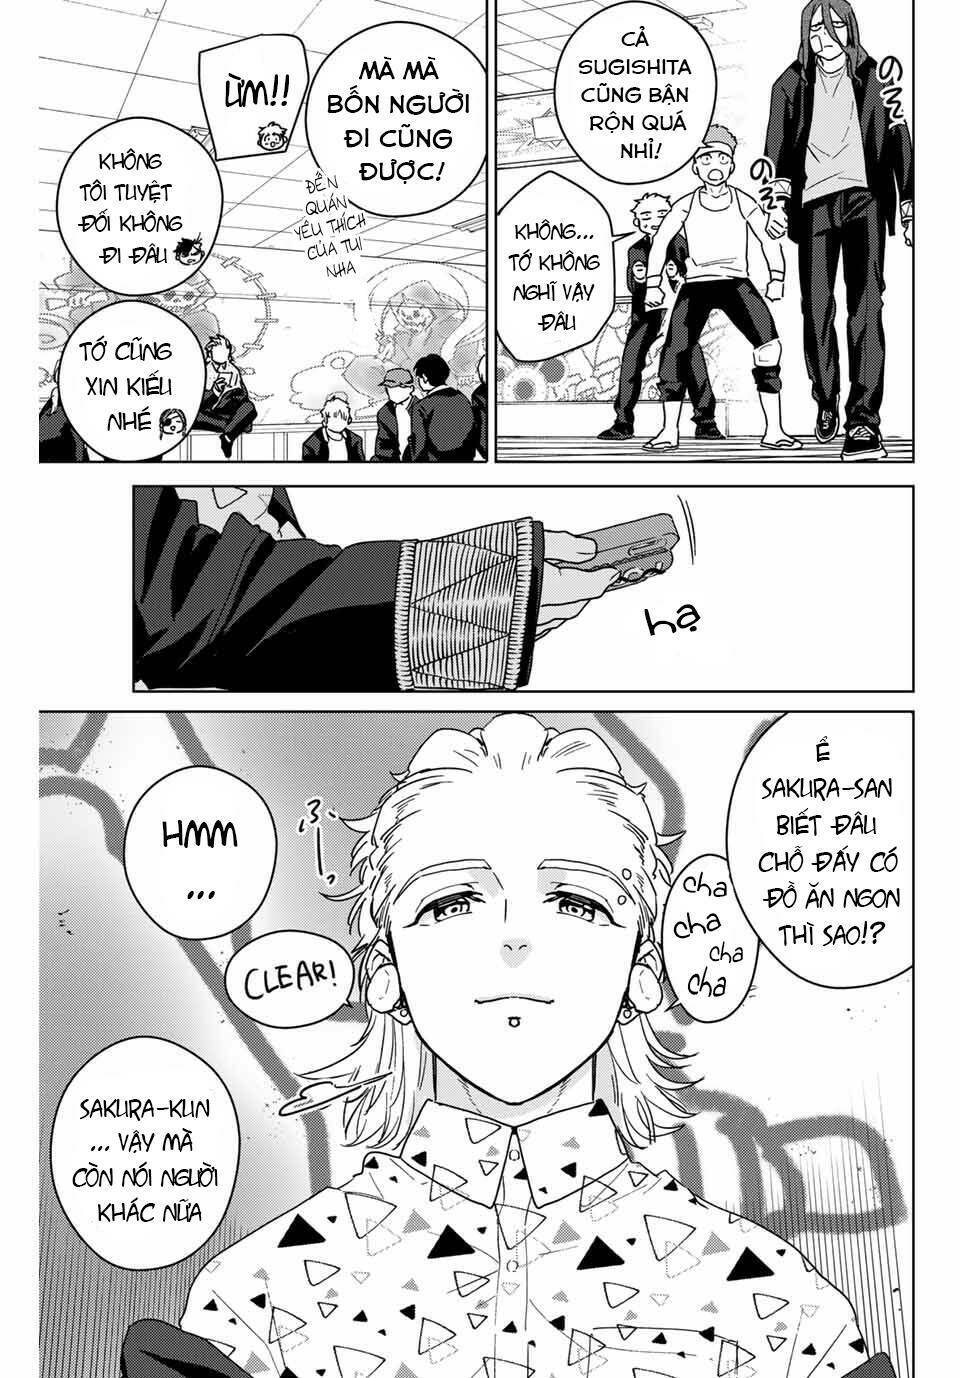 CẢ
SUGISHITA
CŨNG BẬN
RỘN QUÁ
NHỈ!
KHÔNG...
TỚ KHÔNG
NGHĨ VẬY
ĐÂU
MÀ MÀ
BỐN NGƯỜI
ĐI CŨNG
ĐƯỢC!
ĐẾN
QUÁN
YÊU THÍCH
CỦA TUI
NHA
ỪM!!
KHÔNG
TÔI TUYỆT
ĐỐI KHÔNG
ĐI ĐÂU
TỚ CŨNG
XIN KIẾU
NHÉ
HẠ
Ể
SAKURA-SAN
BIẾT ĐÂU
CHỖ ĐẤY CÓ
ĐỒ ĂN NGON
THÌ SAO!?
CHA
CHA
CHA
CHA
CHA
HMM
...
CLEAR!
SAKURA-KUN
... VẬY MÀ
CÒN NÓI NGƯỜI
KHÁC NỮA